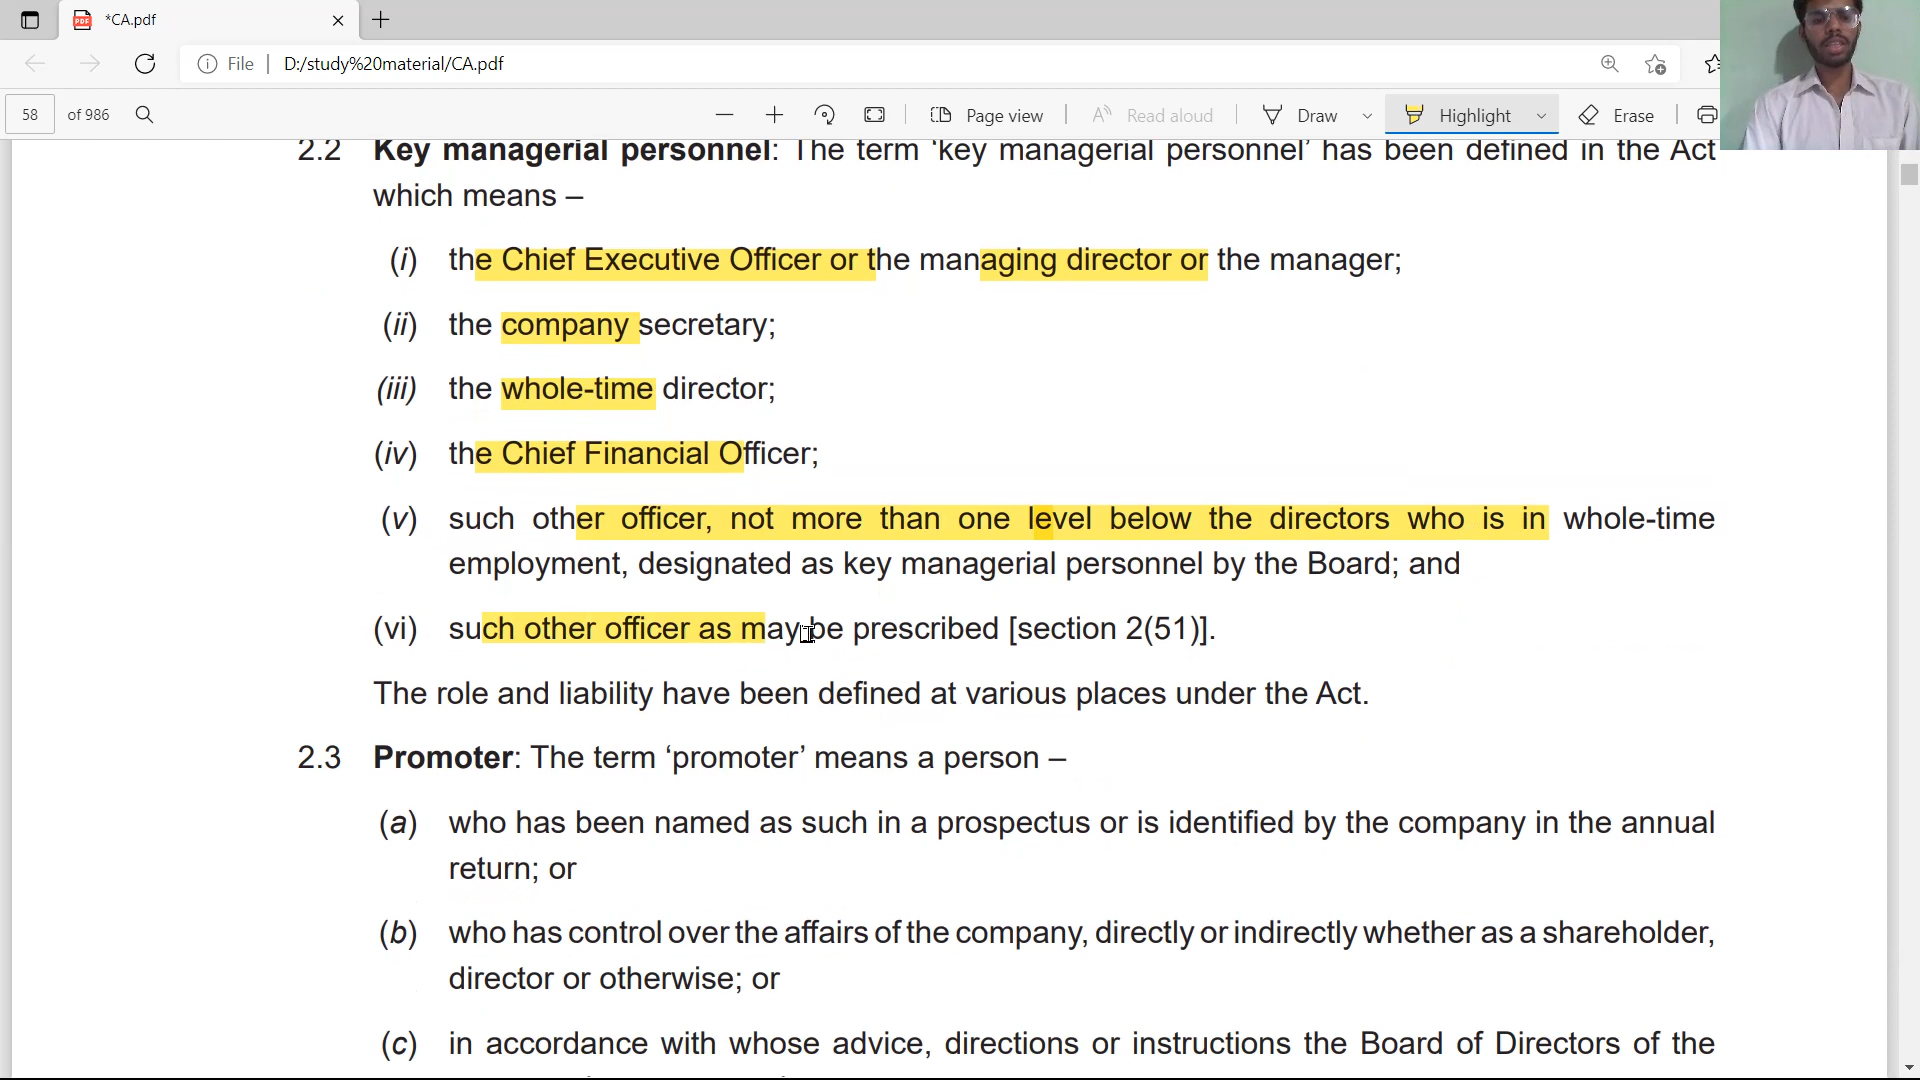 *CA.pdf
File D:/study%20material/CA.pdf
58 of 986 Page view Read aloud Draw Highlight Erase
2.2 Key managerial personnel: The term ‘key managerial personnel’ has been defined in the Act
which means –
(i) the Chief Executive Officer or the managing director or the manager;
(ii) the company secretary;
(iii) the whole-time director;
(iv) the Chief Financial Officer;
(v) such other officer, not more than one level below the directors who is in whole-time
employment, designated as key managerial personnel by the Board; and
(vi) such other officer as may be prescribed [section 2(51)].
The role and liability have been defined at various places under the Act.
2.3 Promoter: The term ‘promoter’ means a person –
(a) who has been named as such in a prospectus or is identified by the company in the annual
return; or
(b) who has control over the affairs of the company, directly or indirectly whether as a shareholder,
director or otherwise; or
(c) in accordance with whose advice, directions or instructions the Board of Directors of the